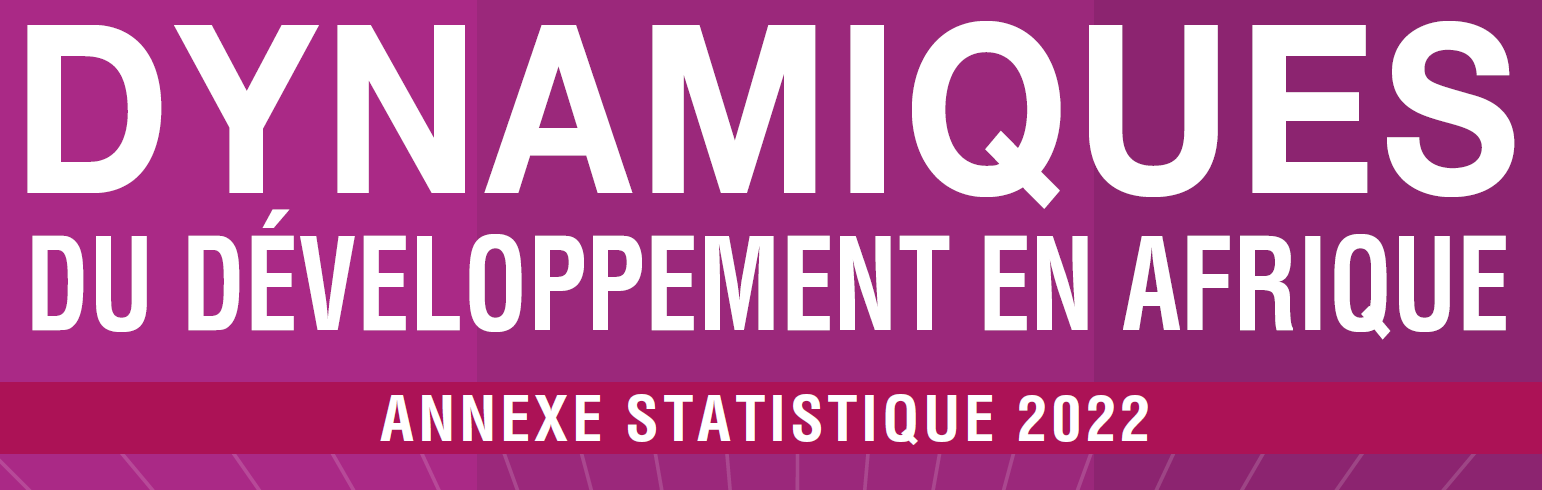 DYNAMIQUES
DU DÉVELOPPEMENT EN AFRIQUE
ANNEXE STATISTIQUE 2022